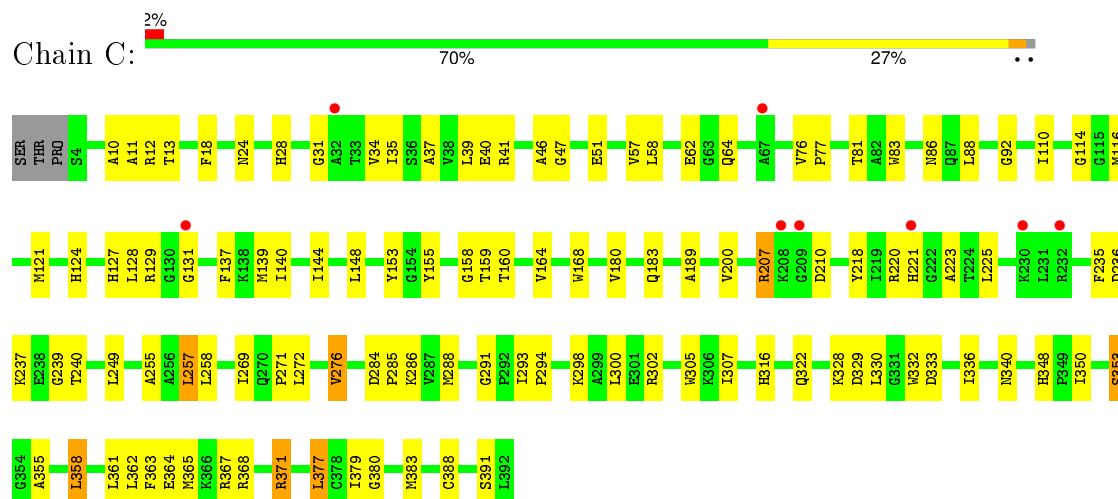 2%
Chain C:
70% 27% • •
SER THR PRO S4 A10 A11 R12 T13 F18 N24 H28 G31 A32 T33 V34 I35 S36 A37 V38 L39 E40 R41 A46 G47 E51 V57 L58 E62 G63 Q64 A67 V76 P77 T81 A82 W83 N86 Q87 L88 G92 I110 G114 G115 M116
M121 H124 H127 L128 R129 G130 G131 F137 K138 M139 I140 I144 L148 Y153 G154 Y155 G158 T159 T160 V164 W168 V180 Q183 A189 V200 R207 K208 G209 D210 Y218 I219 R220 H221 G222 A223 T224 L225 K230 L231 R232 F235 D236
K237 E238 G239 T240 L249 A255 A256 L257 L258 I269 Q270 P271 L272 V276 D284 P285 K286 V287 M288 G291 P292 I293 P294 K298 A299 L300 E301 R302 W305 K306 I307 H316 Q322 K328 D329 L330 G331 W332 D333 I336 N340 H348 P349 I350 S353
G354 A355 L358 L361 L362 F363 E364 M365 K366 R367 R368 R371 L377 C378 I379 G380 M383 C388 S391 L392